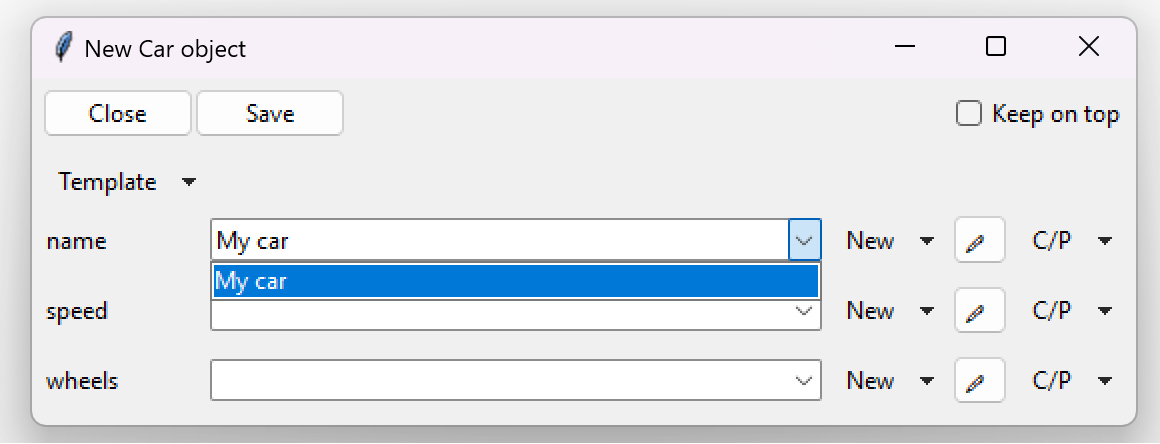 New Car object
Close Save Keep on top
Template
name My car New C/P
My car
speed New C/P
wheels New C/P